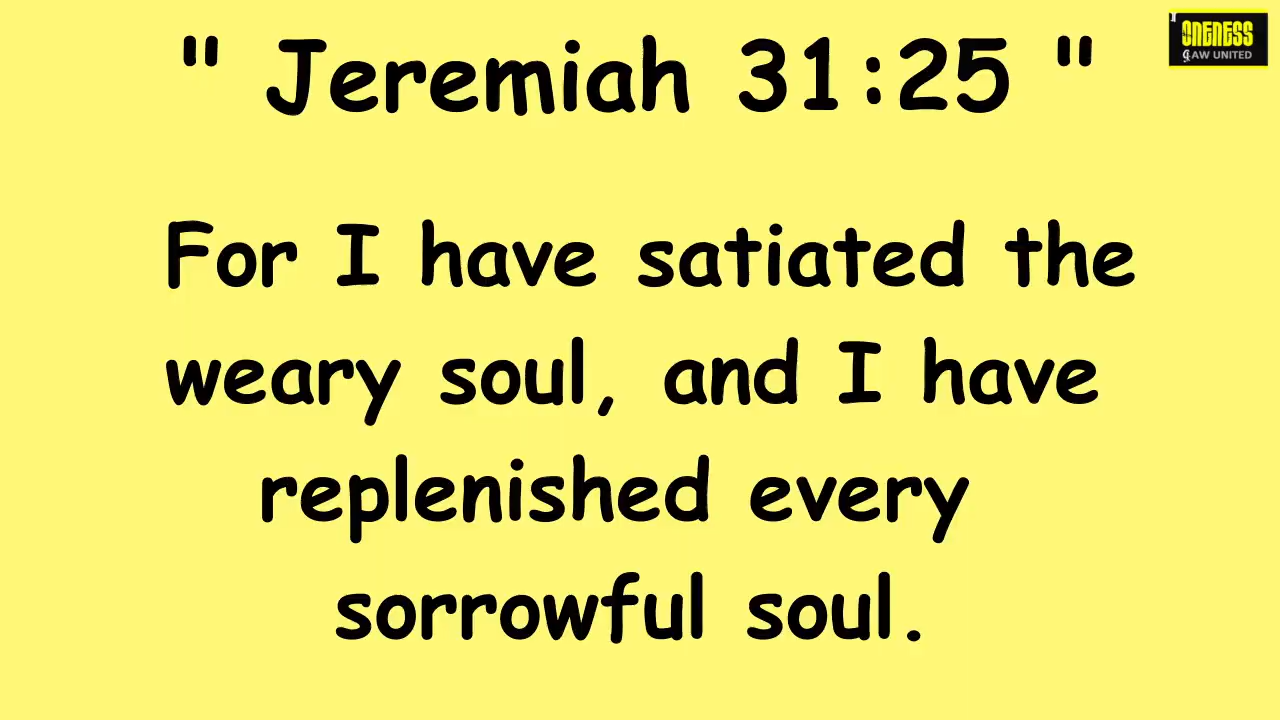 " Jeremiah 31:25 "
ONENESS
LAW UNITED
For I have satiated the
weary soul, and I have
replenished every
sorrowful soul.